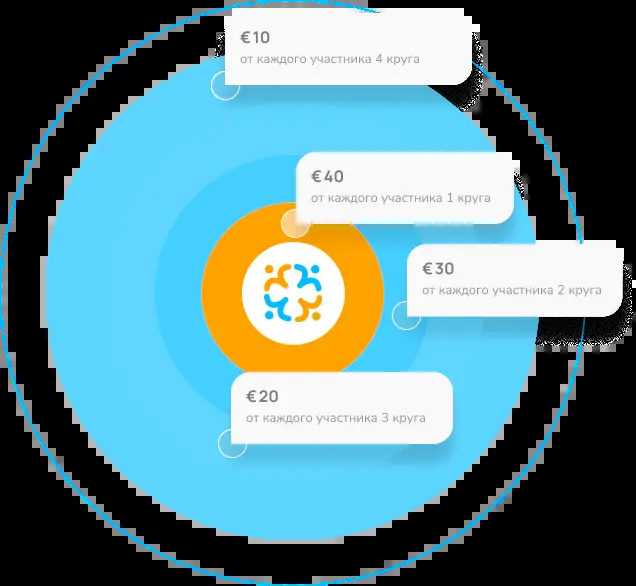 €10
от каждого участника 4 круга
€40
от каждого участника 1 круга
€30
от каждого участника 2 круга
€20
от каждого участника 3 круга